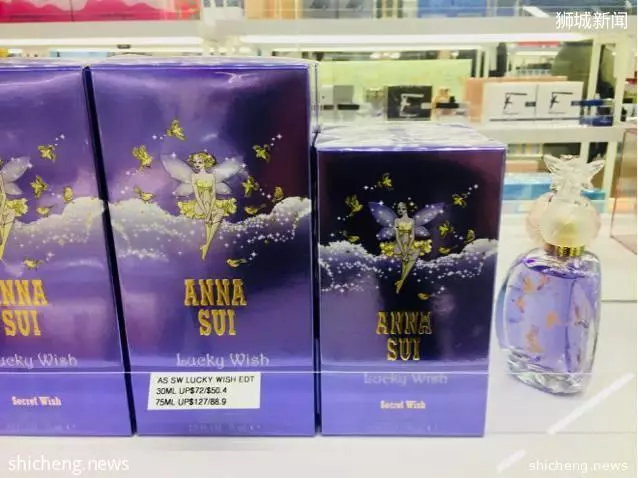 狮城新闻
ANNA
SUI
Lucky Wish
Secret Wish
ANNA
SUI
Lucky Wish
AS SW LUCKY WISH EDT
30ML UP$72/$50.4
75ML UP$127/88.9
ANNA
SUI
Lucky Wish
Secret Wish
shicheng.news
shicheng.news